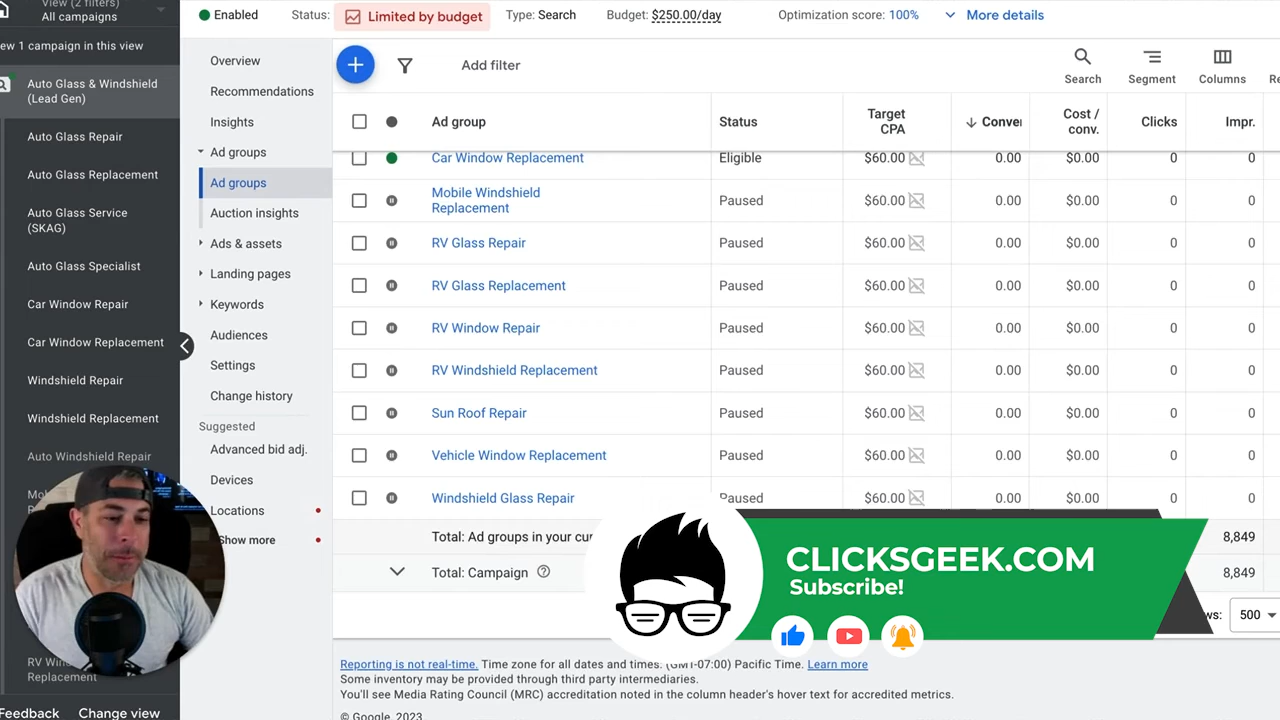 View (2 filters)
All campaigns
ew 1 campaign in this view
Auto Glass & Windshield
(Lead Gen)
Auto Glass Repair
Auto Glass Replacement
Auto Glass Service
(SKAG)
Auto Glass Specialist
Car Window Repair
Car Window Replacement
Windshield Repair
Windshield Replacement
Auto Windshield Repair
Mo
R
RV W
Replacement
Feedback Change view
Enabled Status: Limited by budget Type: Search Budget: $250.00/day Optimization score: 100% More details
Overview
Recommendations
Insights
Ad groups
Ad groups
Auction insights
Ads & assets
Landing pages
Keywords
Audiences
Settings
Change history
Suggested
Advanced bid adj.
Devices
Locations
Show more
Add filter Search Segment Columns Re
Ad group Status Target CPA Conver Cost / conv. Clicks Impr.
Car Window Replacement Eligible $60.00 0.00 $0.00 0 0
Mobile Windshield
Replacement Paused $60.00 0.00 $0.00 0 0
RV Glass Repair Paused $60.00 0.00 $0.00 0 0
RV Glass Replacement Paused $60.00 0.00 $0.00 0 0
RV Window Repair Paused $60.00 0.00 $0.00 0 0
RV Windshield Replacement Paused $60.00 0.00 $0.00 0 0
Sun Roof Repair Paused $60.00 0.00 $0.00 0 0
Vehicle Window Replacement Paused $60.00 0.00 $0.00 0 0
Windshield Glass Repair Paused $60.00 0.00 $0.00 0 0
Total: Ad groups in your cur 8,849
Total: Campaign 8,849
CLICKSGEEK.COM
Subscribe!
ws: 500
Reporting is not real-time. Time zone for all dates and times: (GMT-07:00) Pacific Time. Learn more
Some inventory may be provided through third party intermediaries.
You'll see Media Rating Council (MRC) accreditation noted in the column header's hover text for accredited metrics.
© Google, 2023.